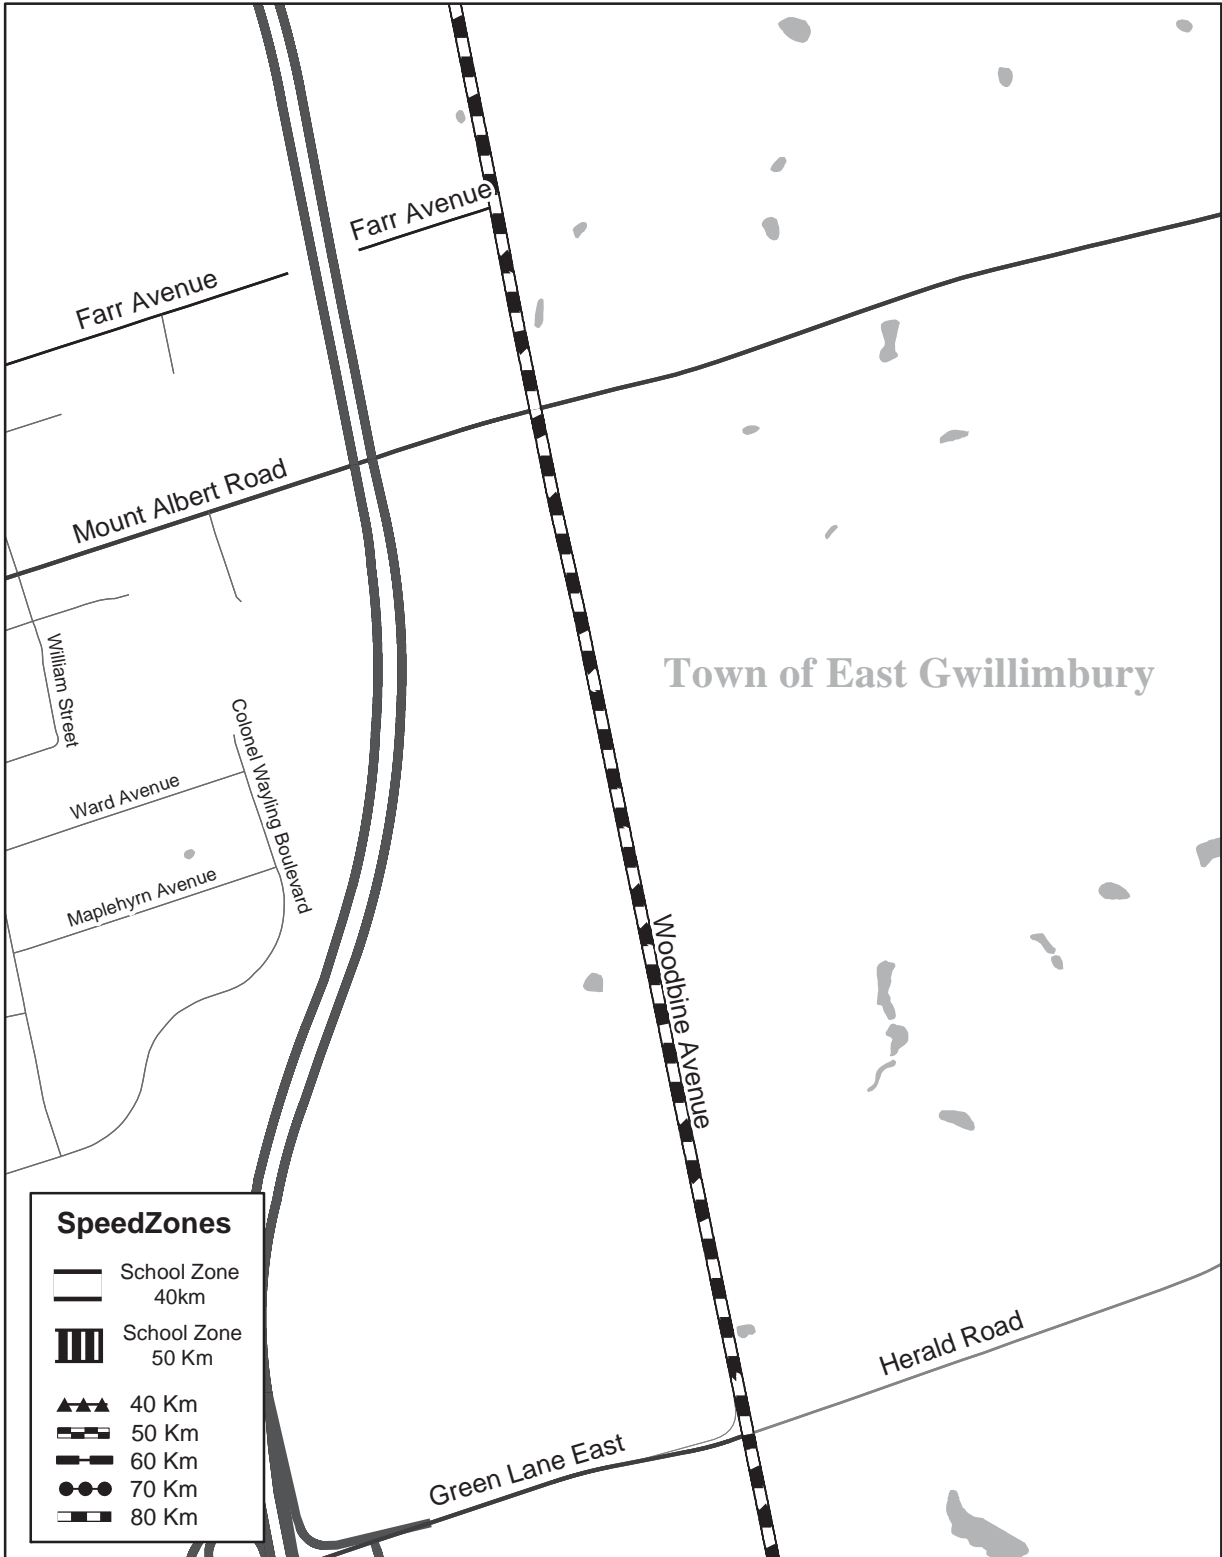 Farr Avenue
Farr Avenue
Mount Albert Road
William Street
Town of East Gwillimbury
Colonel Wayling Boulevard
Ward Avenue
Maplehyrn Avenue
Woodbine Avenue
SpeedZones
School Zone
40km
School Zone
50 Km
40 Km
50 Km
60 Km
70 Km
80 Km
Herald Road
Green Lane East